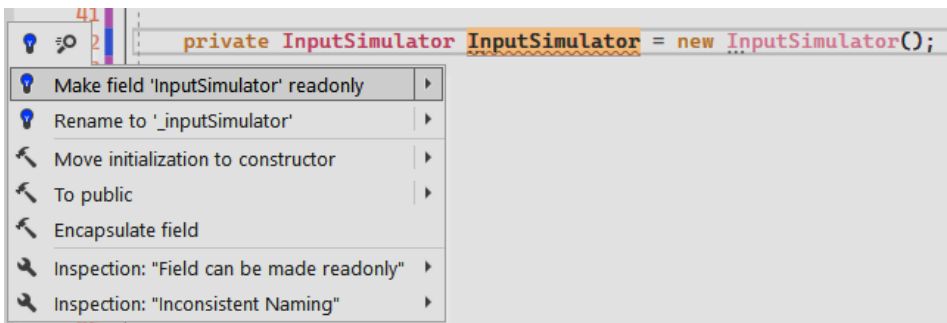 41
2 private InputSimulator InputSimulator = new InputSimulator();
Make field 'InputSimulator' readonly
Rename to '_inputSimulator'
Move initialization to constructor
To public
Encapsulate field
Inspection: "Field can be made readonly"
Inspection: "Inconsistent Naming"